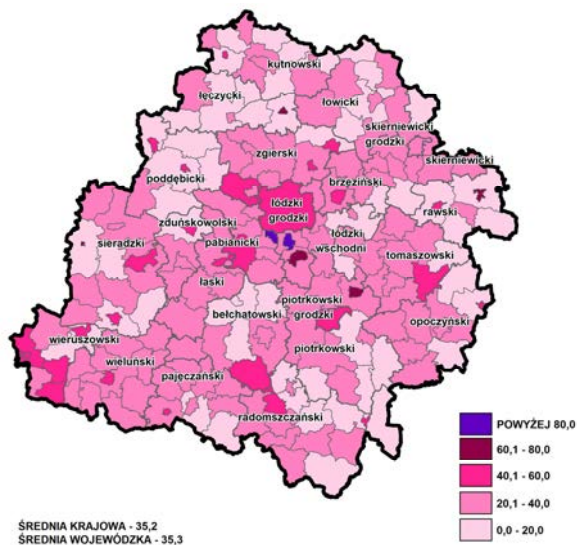 kutnowski
łęczycki
łowicki
skierniewicki
grodzki
zgierski
skierniewicki
brzeziński
poddębicki
łódzki
grodzki
rawski
zduńskowolski
łódzki
wschodni
sieradzki
pabianicki
tomaszowski
łaski
piotrkowski
grodzki
bełchatowski
opoczyński
wieruszowski
piotrkowski
wieluński
pajęczański
radomszczański
POWYŻEJ 80,0
60,1 - 80,0
40,1 - 60,0
20,1 - 40,0
0,0 - 20,0
ŚREDNIA KRAJOWA - 35,2
ŚREDNIA WOJEWÓDZKA - 35,3